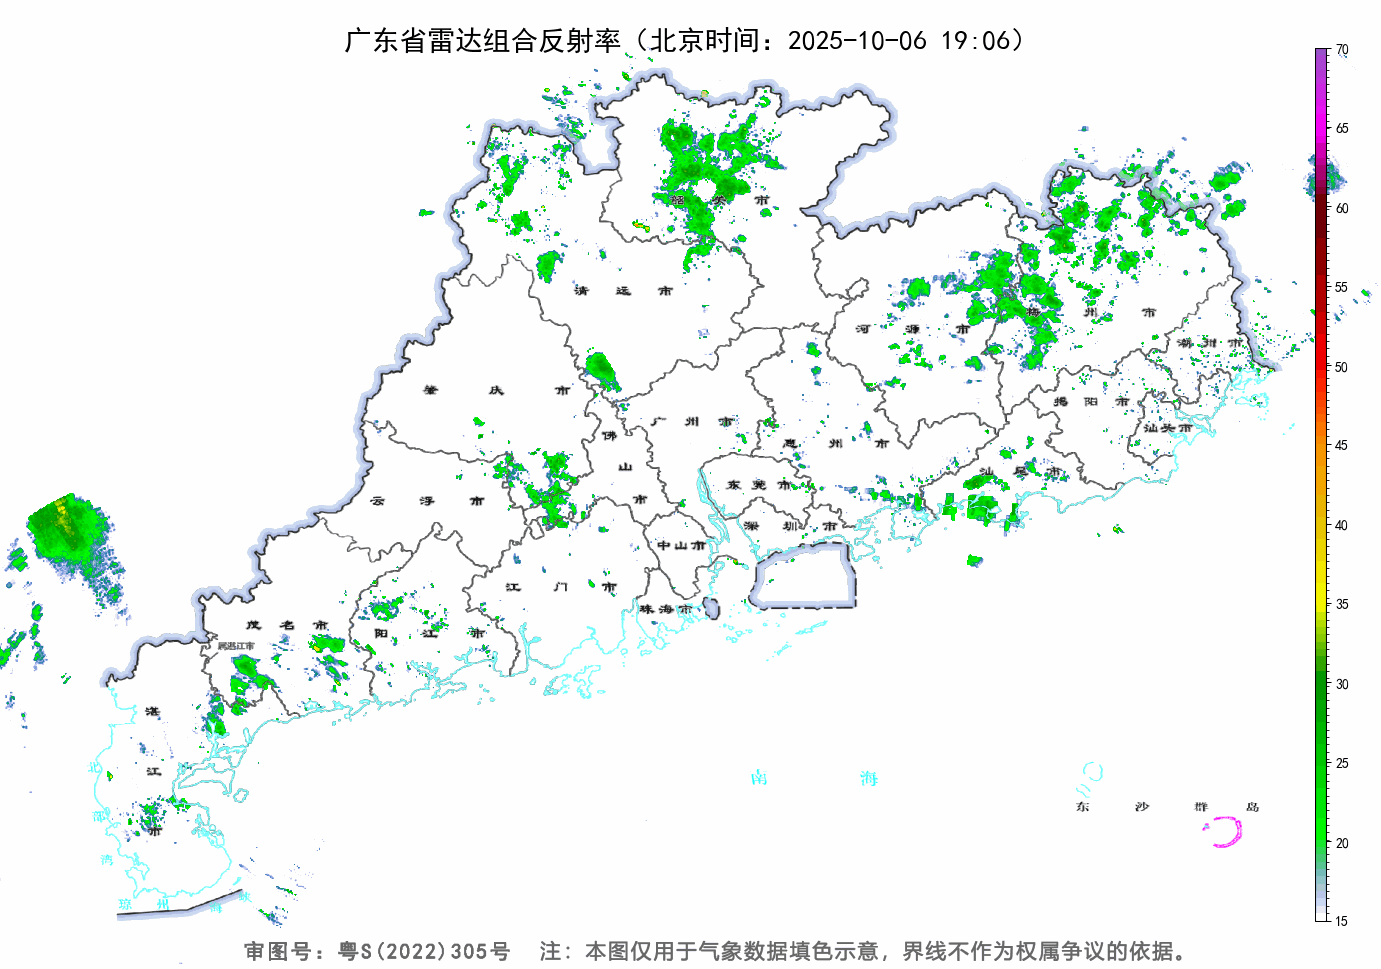 广东省雷达组合反射率（北京时间：2025-10-06 19:06）
70
65
60
55
50
45
40
35
30
25
20
15
韶关市
清远市
河源市
梅州市
潮州市
肇庆市
揭阳市
汕头市
广州市
佛山市
惠州市
汕尾市
东莞市
云浮市
深圳市
中山市
江门市
珠海市
茂名市
阳江市
湛江市
南海
东沙群岛
北部湾
琼州海峡
审图号：粤S(2022)305号 注：本图仅用于气象数据填色示意，界线不作为权属争议的依据。